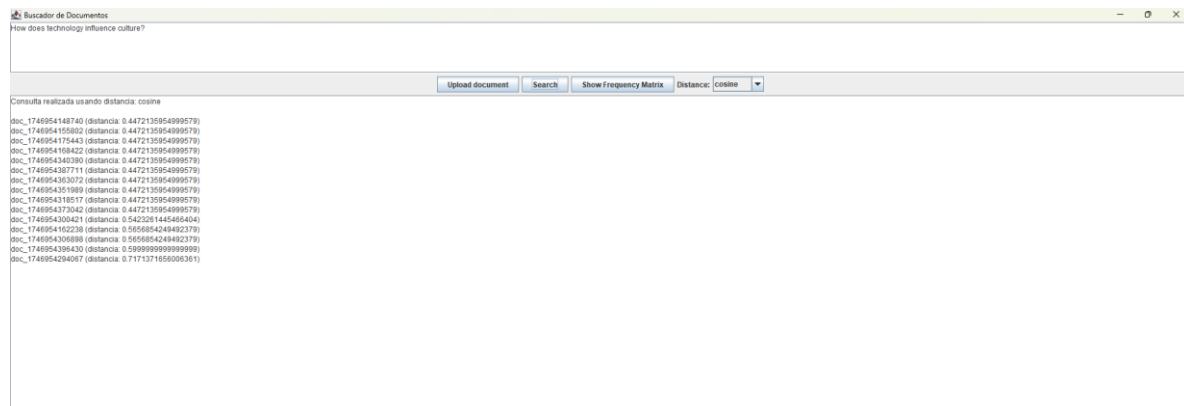 Buscador de Documentos
How does technology influence culture?
Upload document Search Show Frequency Matrix Distance: cosine
Consulta realizada usando distancia: cosine
doc_1746954148740 (distancia: 0.4472135954999579)
doc_1746954155802 (distancia: 0.4472135954999579)
doc_1746954175443 (distancia: 0.4472135954999579)
doc_1746954168422 (distancia: 0.4472135954999579)
doc_1746954340390 (distancia: 0.4472135954999579)
doc_1746954387711 (distancia: 0.4472135954999579)
doc_1746954363072 (distancia: 0.4472135954999579)
doc_1746954351989 (distancia: 0.4472135954999579)
doc_1746954318517 (distancia: 0.4472135954999579)
doc_1746954373042 (distancia: 0.4472135954999579)
doc_1746954300421 (distancia: 0.5423261445466404)
doc_1746954162238 (distancia: 0.5656854249492379)
doc_1746954306898 (distancia: 0.5656854249492379)
doc_1746954396430 (distancia: 0.5999999999999999)
doc_1746954294067 (distancia: 0.7171371656006361)